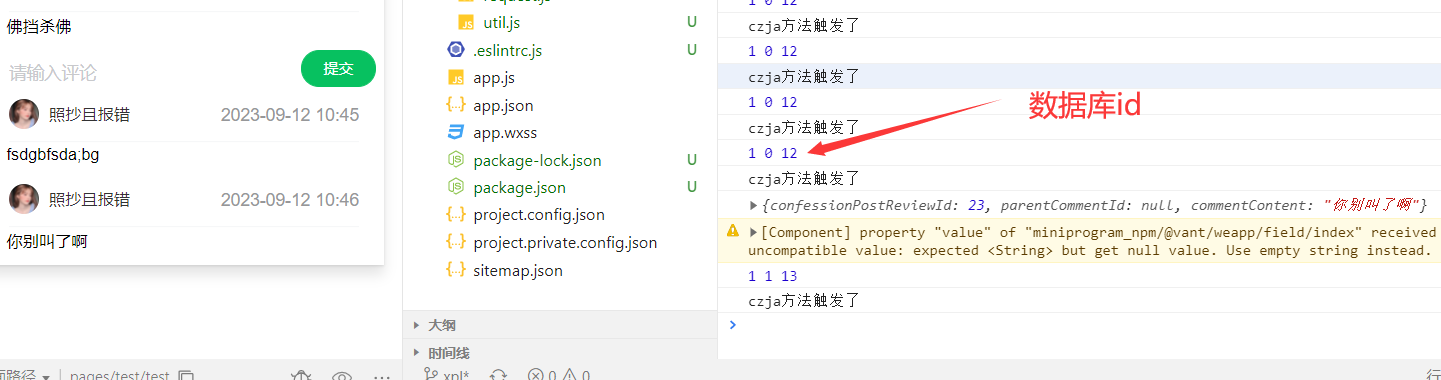 佛挡杀佛
请输入评论
提交
照抄且报错
2023-09-12 10:45
fsdgbfsda;bg
照抄且报错
2023-09-12 10:46
你别叫了啊
pages/test/test
util.js
U
.eslintrc.js
U
app.js
app.json
app.wxss
package-lock.json
U
package.json
U
project.config.json
project.private.config.json
sitemap.json
大纲
时间线
xpl*
0
0
1 0 12
czja方法触发了
1 0 12
czja方法触发了
1 0 12
czja方法触发了
1 0 12
czja方法触发了
{confessionPostReviewId: 23, parentCommentId: null, commentContent: "你别叫了啊"}
[Component] property "value" of "miniprogram_npm/@vant/weapp/field/index" received
uncompatible value: expected <String> but get null value. Use empty string instead.
1 1 13
czja方法触发了
数据库id